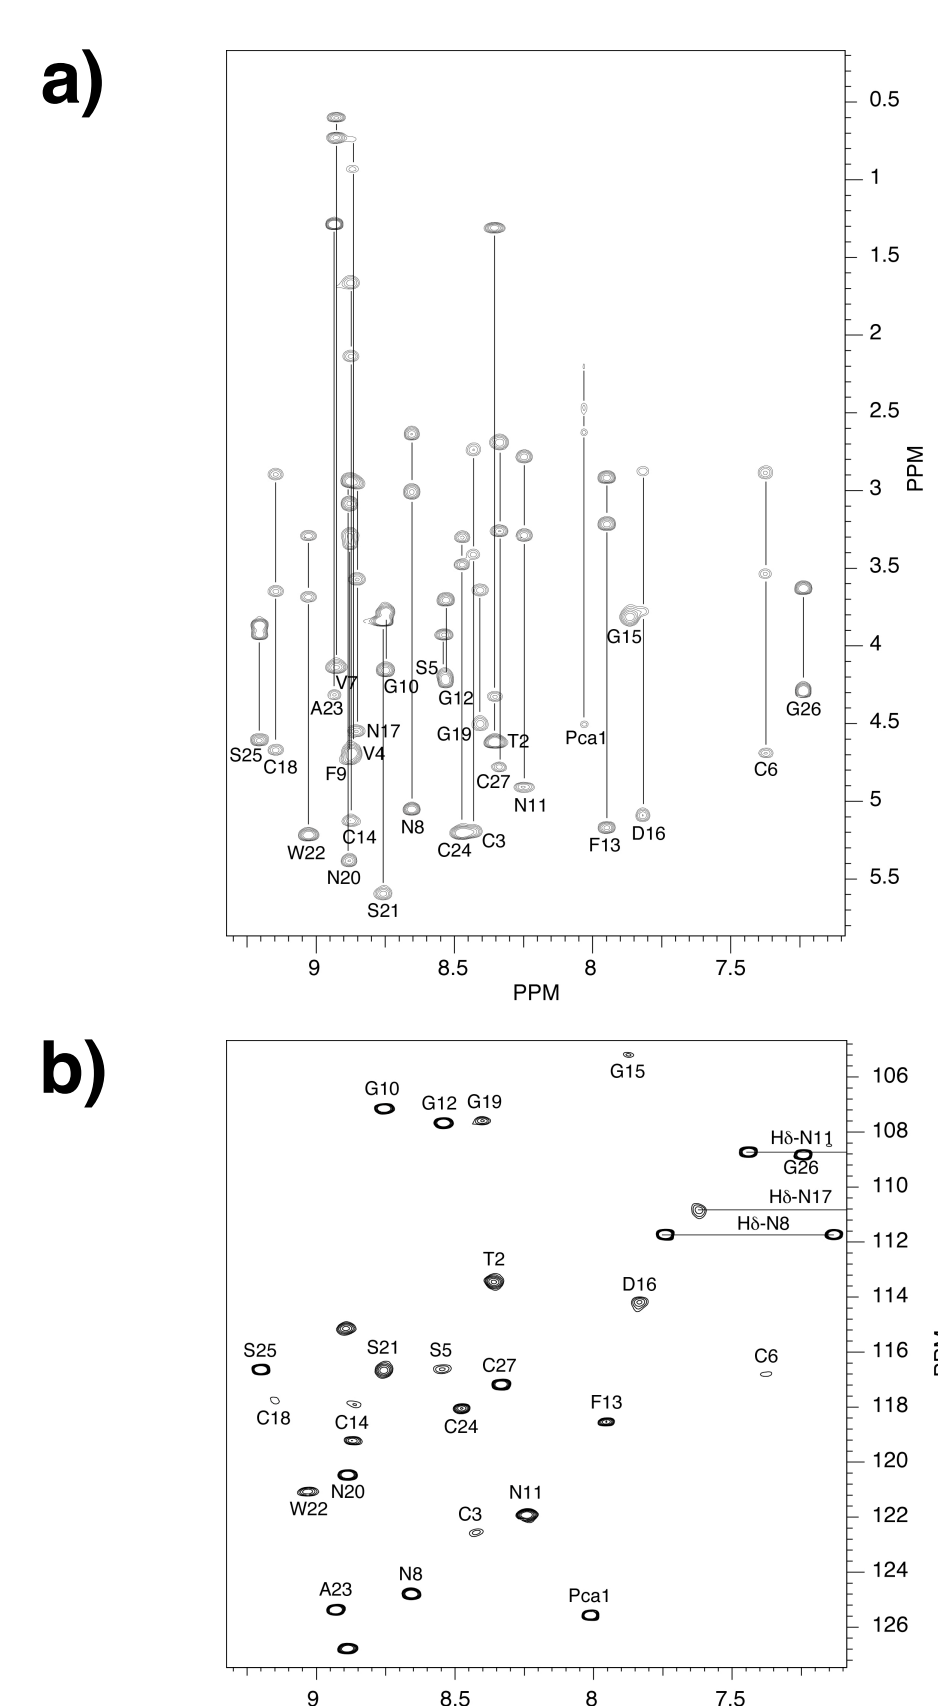 a)
0.5
1
1.5
2
2.5
3
3.5
4
4.5
5
5.5
PPM
S5
G15
V7
G10
G12
A23
G26
N17
G19
T2
Pca1
S25
C18
F9
V4
C27
C6
N11
N8
C14
W22
C24
C3
F13
D16
N20
S21
9
8.5
8
7.5
PPM
b)
106
108
110
112
114
116
118
120
122
124
126
G15
G10
G12
G19
Hδ-N11
G26
Hδ-N17
Hδ-N8
T2
D16
S25
S21
S5
C27
C6
C18
C14
C24
F13
W22
N20
N11
C3
A23
N8
Pca1
9
8.5
8
7.5